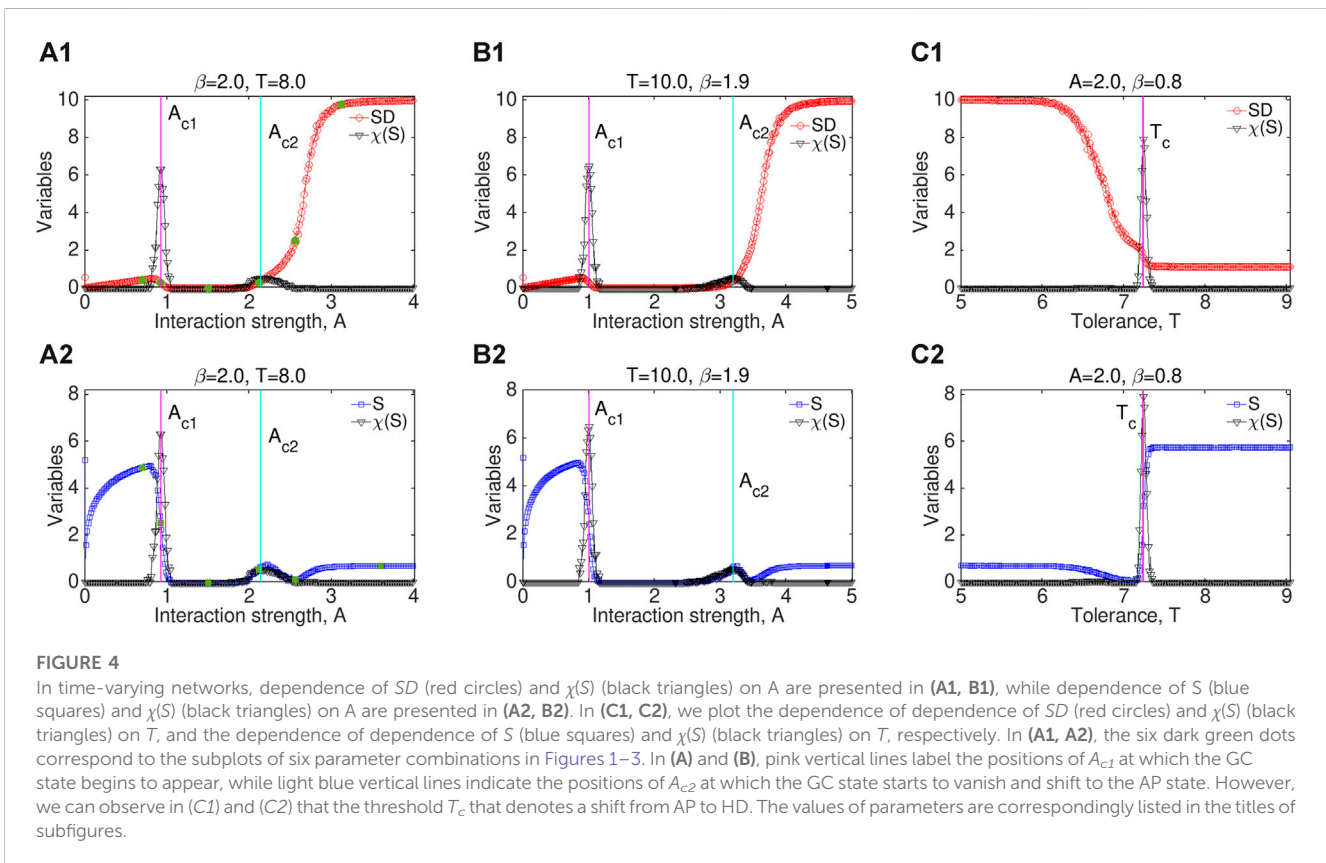 A1
β=2.0, T=8.0
10
8
6
4
2
0
Variables
A_c1
A_c2
SD
χ(S)
0 1 2 3 4
Interaction strength, A
B1
T=10.0, β=1.9
10
8
6
4
2
0
Variables
A_c1
A_c2
SD
χ(S)
0 1 2 3 4 5
Interaction strength, A
C1
A=2.0, β=0.8
10
8
6
4
2
0
Variables
T_c
SD
χ(S)
5 6 7 8 9
Tolerance, T
A2
β=2.0, T=8.0
8
6
4
2
0
Variables
A_c1
A_c2
S
χ(S)
0 1 2 3 4
Interaction strength, A
B2
T=10.0, β=1.9
8
6
4
2
0
Variables
A_c1
A_c2
S
χ(S)
0 1 2 3 4 5
Interaction strength, A
C2
A=2.0, β=0.8
8
6
4
2
0
Variables
T_c
S
χ(S)
5 6 7 8 9
Tolerance, T
FIGURE 4
In time-varying networks, dependence of SD (red circles) and χ(S) (black triangles) on A are presented in (A1, B1), while dependence of S (blue
squares) and χ(S) (black triangles) on A are presented in (A2, B2). In (C1, C2), we plot the dependence of dependence of SD (red circles) and χ(S) (black
triangles) on T, and the dependence of dependence of S (blue squares) and χ(S) (black triangles) on T, respectively. In (A1, A2), the six dark green dots
correspond to the subplots of six parameter combinations in Figures 1–3. In (A) and (B), pink vertical lines label the positions of A_c1 at which the GC
state begins to appear, while light blue vertical lines indicate the positions of A_c2 at which the GC state starts to vanish and shift to the AP state. However,
we can observe in (C1) and (C2) that the threshold T_c that denotes a shift from AP to HD. The values of parameters are correspondingly listed in the titles of
subfigures.